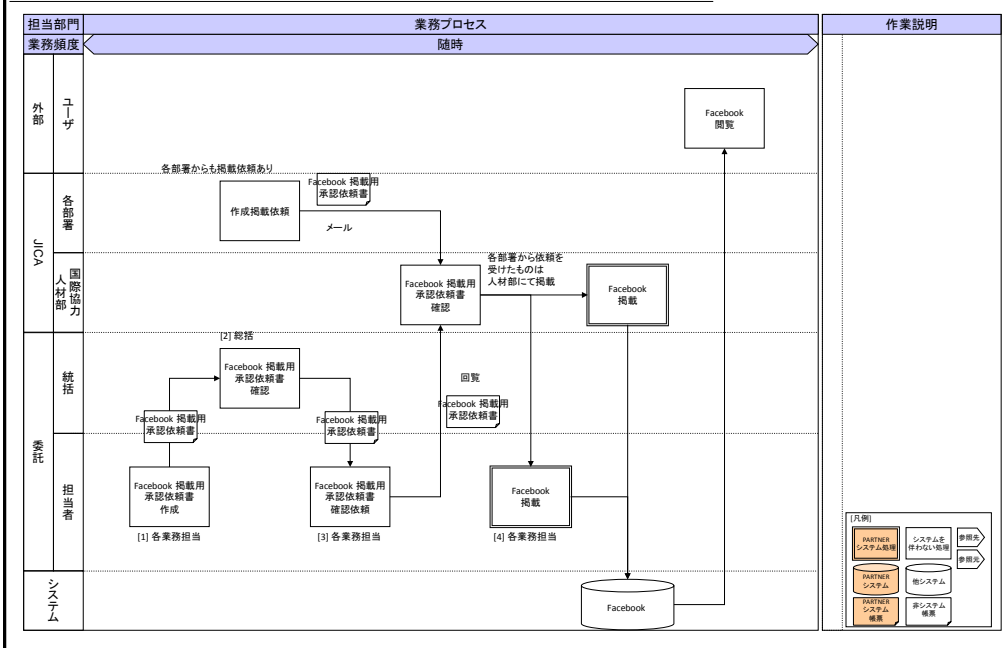 担当部門
業務プロセス
作業説明
業務頻度
随時
外部
ユーザ
Facebook
閲覧
JICA
各部署
各部署からも掲載依頼あり
作成掲載依頼
Facebook 掲載用
承認依頼書
メール
国際協力
人材部
Facebook 掲載用
承認依頼書
確認
各部署から依頼を
受けたものは
人材部にて掲載
Facebook
掲載
委託
統括
[2] 総括
Facebook 掲載用
承認依頼書
確認
回覧
Facebook 掲載用
承認依頼書
Facebook 掲載用
承認依頼書
Facebook 掲載用
承認依頼書
担当者
Facebook 掲載用
承認依頼書
作成
[1] 各業務担当
Facebook 掲載用
承認依頼書
確認依頼
[3] 各業務担当
Facebook
掲載
[4] 各業務担当
システム
Facebook
[凡例]
PARTNER
システム処理
システムを
伴わない処理
参照先
参照元
PARTNER
システム
他システム
PARTNER
システム
帳票
非システム
帳票